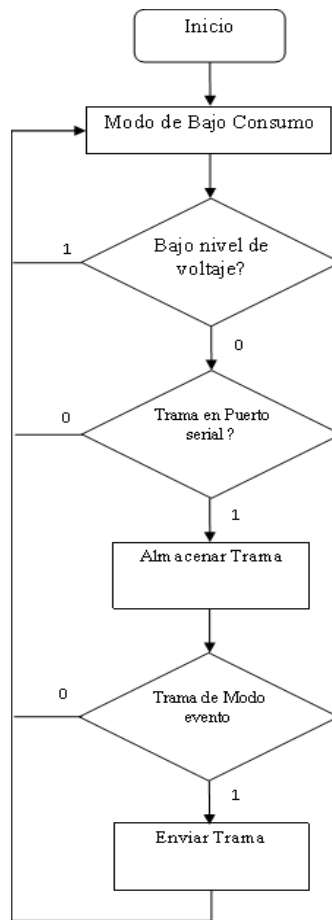 Inicio
Modo de Bajo Consumo
Bajo nivel de
voltaje?
1
0
Trama en Puerto
serial ?
0
1
Almacenar Trama
Trama de Modo
evento
0
1
Enviar Trama